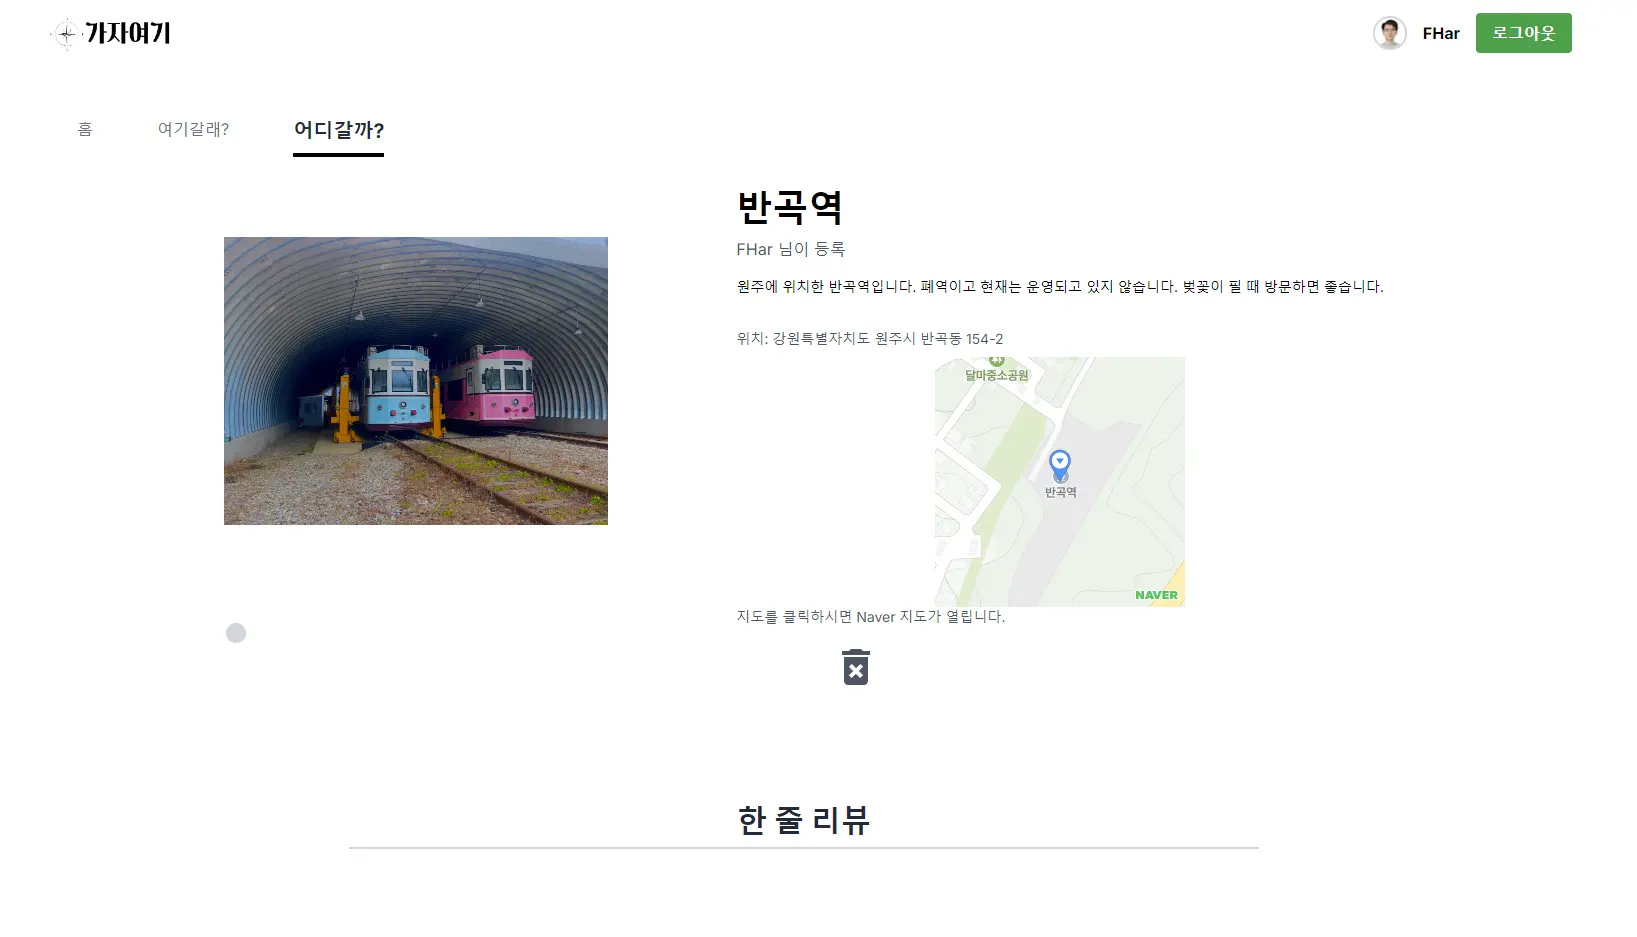 가자여기
FHar
로그아웃
홈
여기갈래?
어디갈까?
반곡역
FHar 님이 등록
원주에 위치한 반곡역입니다. 폐역이고 현재는 운영되고 있지 않습니다. 벚꽃이 필 때 방문하면 좋습니다.
위치: 강원특별자치도 원주시 반곡동 154-2
달마중소공원
반곡역
NAVER
지도를 클릭하시면 Naver 지도가 열립니다.
한 줄 리뷰